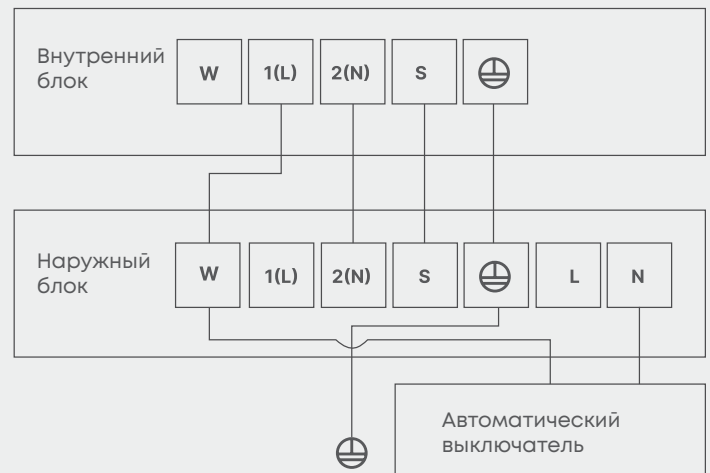 Внутренний
блок
W 1(L) 2(N) S
Наружный
блок
W 1(L) 2(N) S L N
Автоматический
выключатель